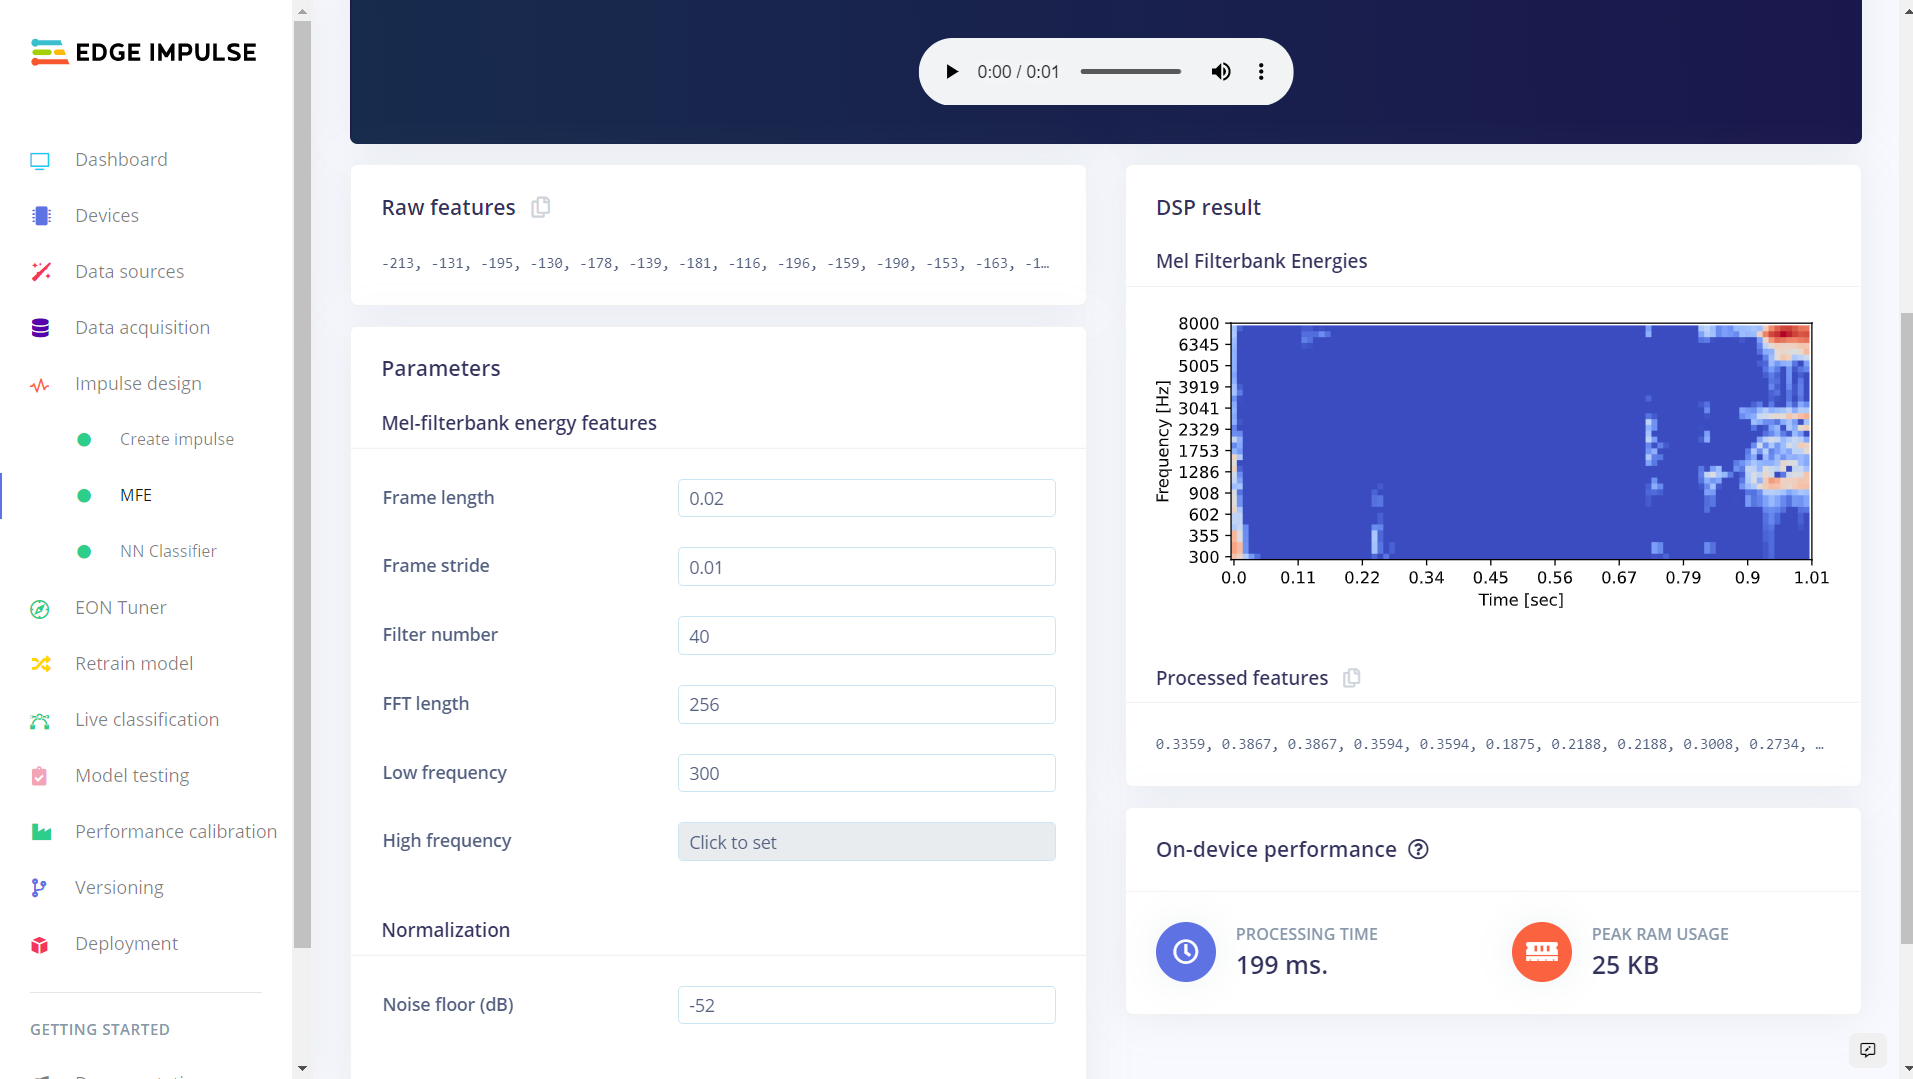 EDGE IMPULSE
Dashboard
Devices
Data sources
Data acquisition
Impulse design
Create impulse
MFE
NN Classifier
EON Tuner
Retrain model
Live classification
Model testing
Performance calibration
Versioning
Deployment
GETTING STARTED
0:00 / 0:01
Raw features
-213, -131, -195, -130, -178, -139, -181, -116, -196, -159, -190, -153, -163, -1…
Parameters
Mel-filterbank energy features
Frame length
0.02
Frame stride
0.01
Filter number
40
FFT length
256
Low frequency
300
High frequency
Click to set
Normalization
Noise floor (dB)
-52
DSP result
Mel Filterbank Energies
Frequency [Hz]
8000
6345
5005
3919
3041
2329
1753
1286
908
602
355
300
0.0 0.11 0.22 0.34 0.45 0.56 0.67 0.79 0.9 1.01
Time [sec]
Processed features
0.3359, 0.3867, 0.3867, 0.3594, 0.3594, 0.1875, 0.2188, 0.2188, 0.3008, 0.2734, …
On-device performance
PROCESSING TIME
199 ms.
PEAK RAM USAGE
25 KB